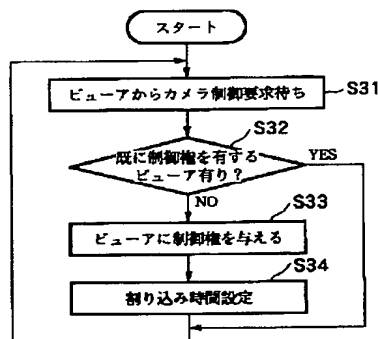 スタート
ビューアからカメラ制御要求待ち
S31
S32
既に制御権を有する
ビューア有り?
YES
NO
S33
ビューアに制御権を与える
S34
割り込み時間設定